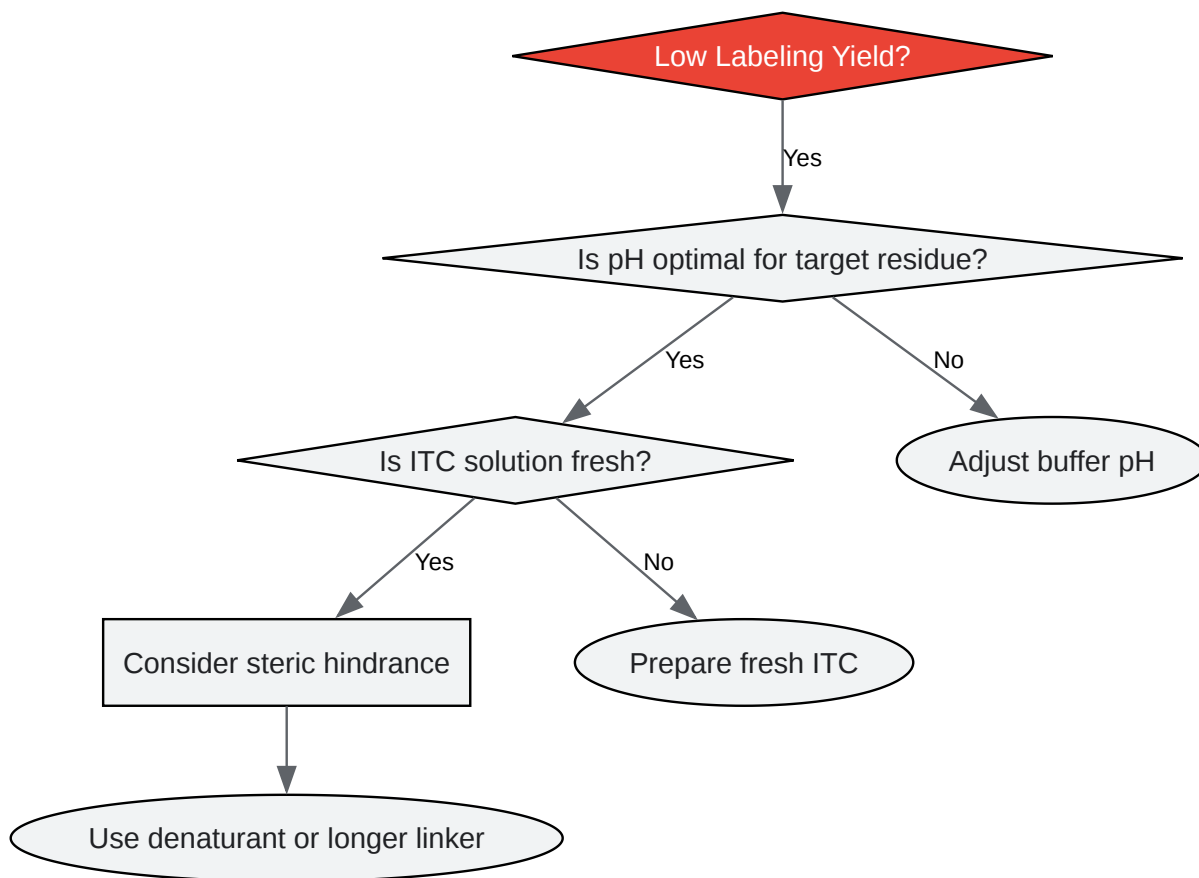 Low Labeling Yield?
Yes
Is pH optimal for target residue?
Yes
No
Is ITC solution fresh?
Adjust buffer pH
Yes
No
Consider steric hindrance
Prepare fresh ITC
Use denaturant or longer linker